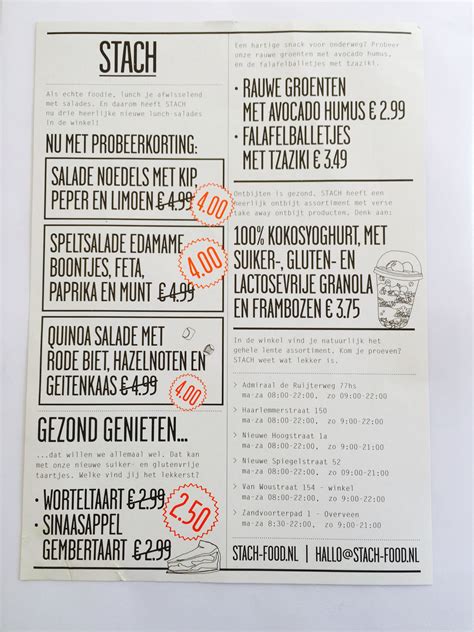 STACH
Als echte foodie, lunch je afwisselend
met salades. En daarom heeft STACH
nu drie heerlijke nieuwe lunch-salades
in de winkel!
NU MET PROBEERKORTING:
SALADE NOEDELS MET KIP,
PEPER EN LIMOEN € 4.99
4.00
SPELTSALADE EDAMAME
BOONTJES, FETA,
PAPRIKA EN MUNT € 4.99
4.00
QUINOA SALADE MET
RODE BIET, HAZELNOTEN EN
GEITENKAAS € 4.99
4.00
GEZOND GENIETEN...
...dat willen we allemaal wel. Dat kan
met onze nieuwe suiker- en glutenvrije
taartjes. Welke vind jij het lekkerst?
• WORTELTAART € 2.99
• SINAASAPPEL
GEMBERTAART € 2.99
2.50
Een hartige snack voor onderweg? Probeer
onze rauwe groenten met avocado humus,
en de falafelballetjes met tzaziki.
• RAUWE GROENTEN
MET AVOCADO HUMUS € 2.99
• FALAFELBALLETJES
MET TZAZIKI € 3.49
Ontbijten is gezond. STACH heeft een
heerlijk ontbijt assortiment met verse
take away ontbijt producten. Denk aan:
100% KOKOSYOGHURT, MET
SUIKER-, GLUTEN- EN
LACTOSEVRIJE GRANOLA
EN FRAMBOZEN € 3.75
In de winkel vind je natuurlijk het
gehele lente assortiment. Kom je proeven?
STACH weet wat lekker is.
> Admiraal de Ruijterweg 77hs
ma-za 08:00-22:00, zo 09:00-22:00
> Haarlemmerstraat 150
ma-za 08:00-22:00, zo 09:00-22:00
> Nieuwe Hoogstraat 1a
ma-za 08:00-22:00, zo 9:00-21:00
> Nieuwe Spiegelstraat 52
ma-za 08:00-21:00, zo 09:00-21:00
> Van Woustraat 154 - winkel
ma-za 08:00-22:00, zo 9:00-22:00
> Zandvoorterpad 1 - Overveen
ma-za 8:30-22:00, zo 9:00-21:00
STACH-FOOD.NL | HALLO@STACH-FOOD.NL